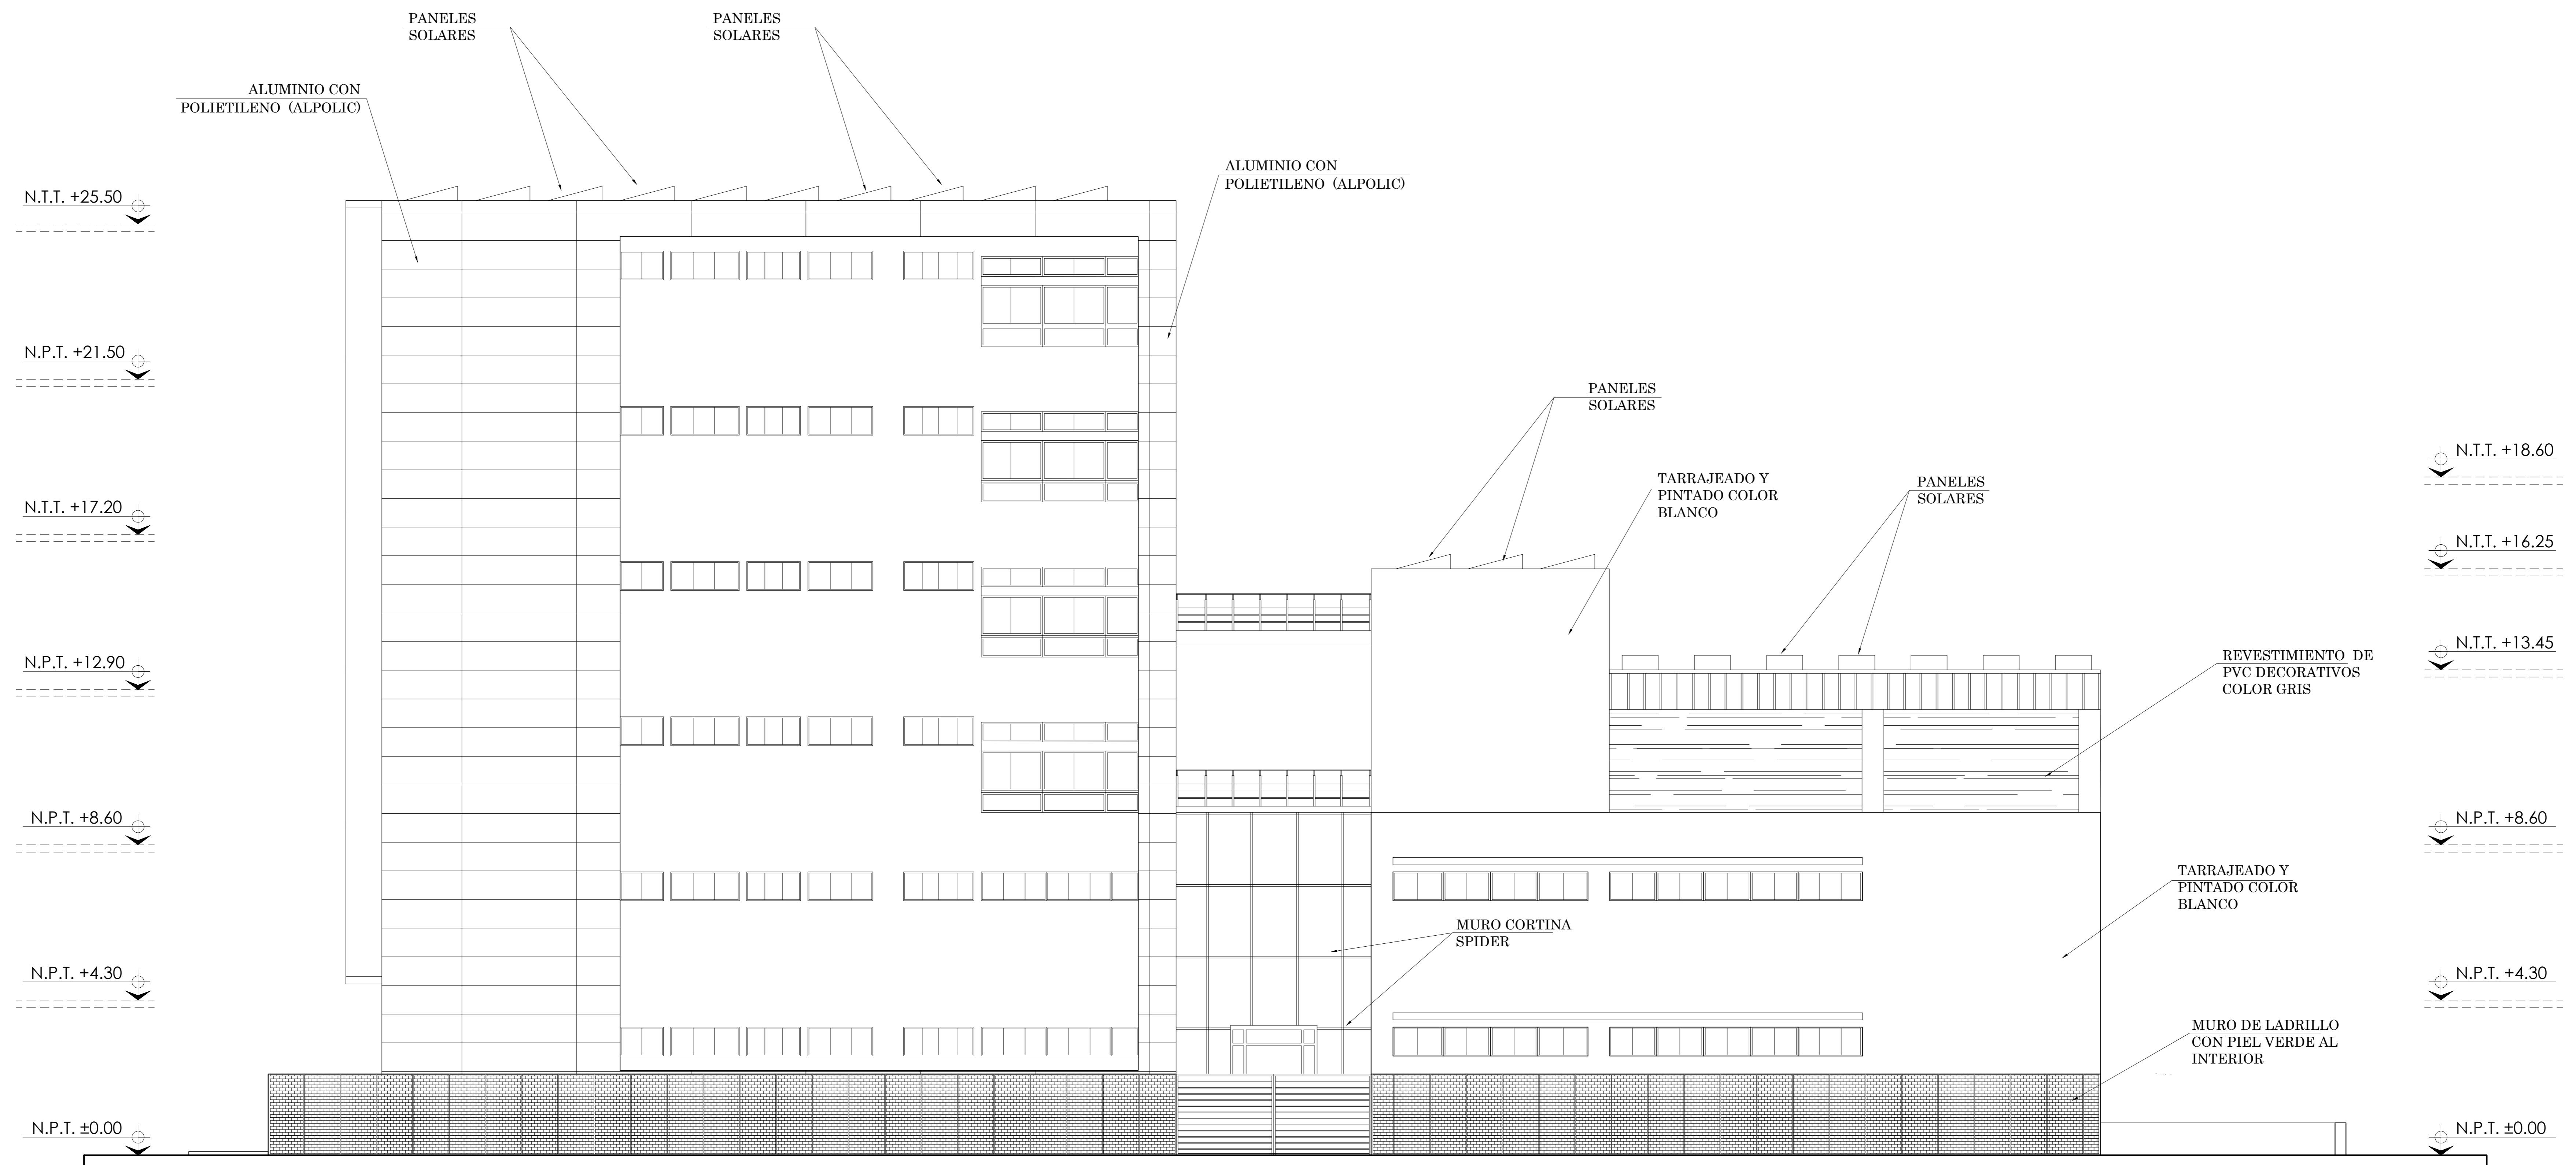 PANELES
SOLARES
PANELES
SOLARES
ALUMINIO CON
POLIETILENO (ALPOLIC)
ALUMINIO CON
POLIETILENO (ALPOLIC)
N.T.T. +25.50
N.P.T. +21.50
N.T.T. +17.20
N.P.T. +12.90
N.P.T. +8.60
N.P.T. +4.30
N.P.T. ±0.00
PANELES
SOLARES
TARRAJEADO Y
PINTADO COLOR
BLANCO
PANELES
SOLARES
REVESTIMIENTO DE
PVC DECORATIVOS
COLOR GRIS
TARRAJEADO Y
PINTADO COLOR
BLANCO
MURO CORTINA
SPIDER
MURO DE LADRILLO
CON PIEL VERDE AL
INTERIOR
N.T.T. +18.60
N.T.T. +16.25
N.T.T. +13.45
N.P.T. +8.60
N.P.T. +4.30
N.P.T. ±0.00